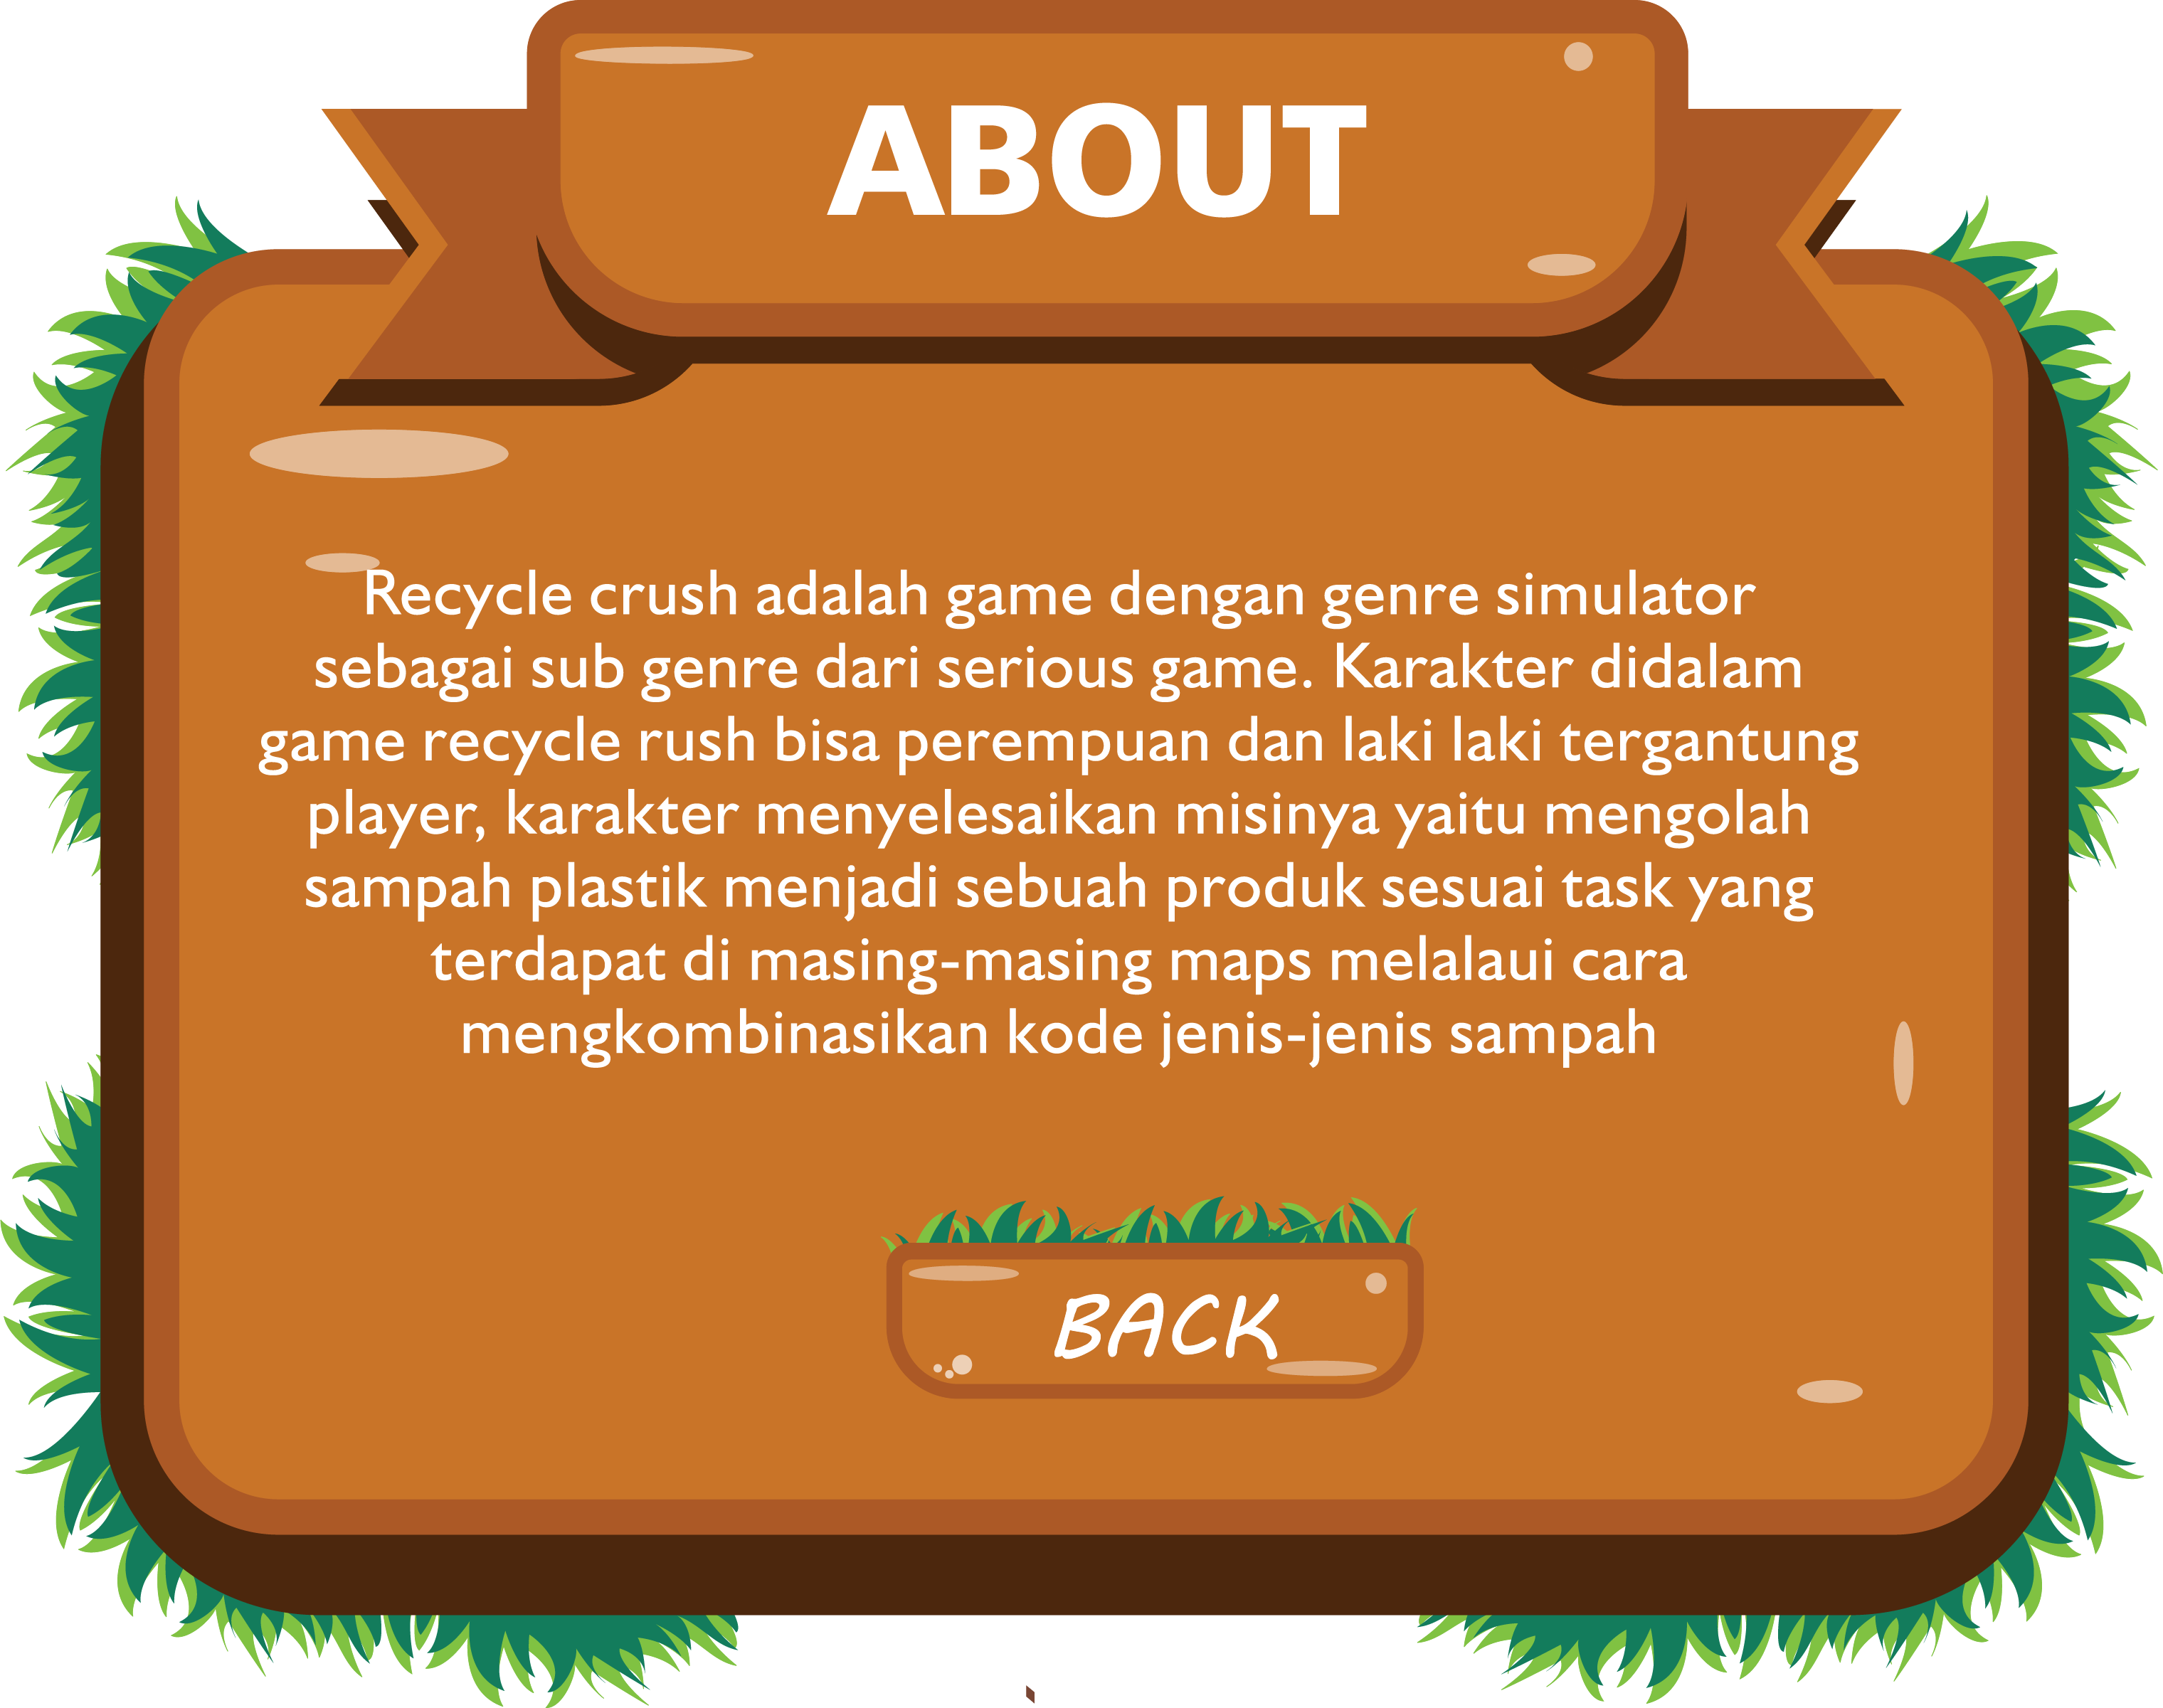 ABOUT
Recycle crush adalah game dengan genre simulator
sebagai sub genre dari serious game. Karakter didalam
game recycle rush bisa perempuan dan laki laki tergantung
player, karakter menyelesaikan misinya yaitu mengolah
sampah plastik menjadi sebuah produk sesuai task yang
terdapat di masing-masing maps melalaui cara
mengkombinasikan kode jenis-jenis sampah
BACK